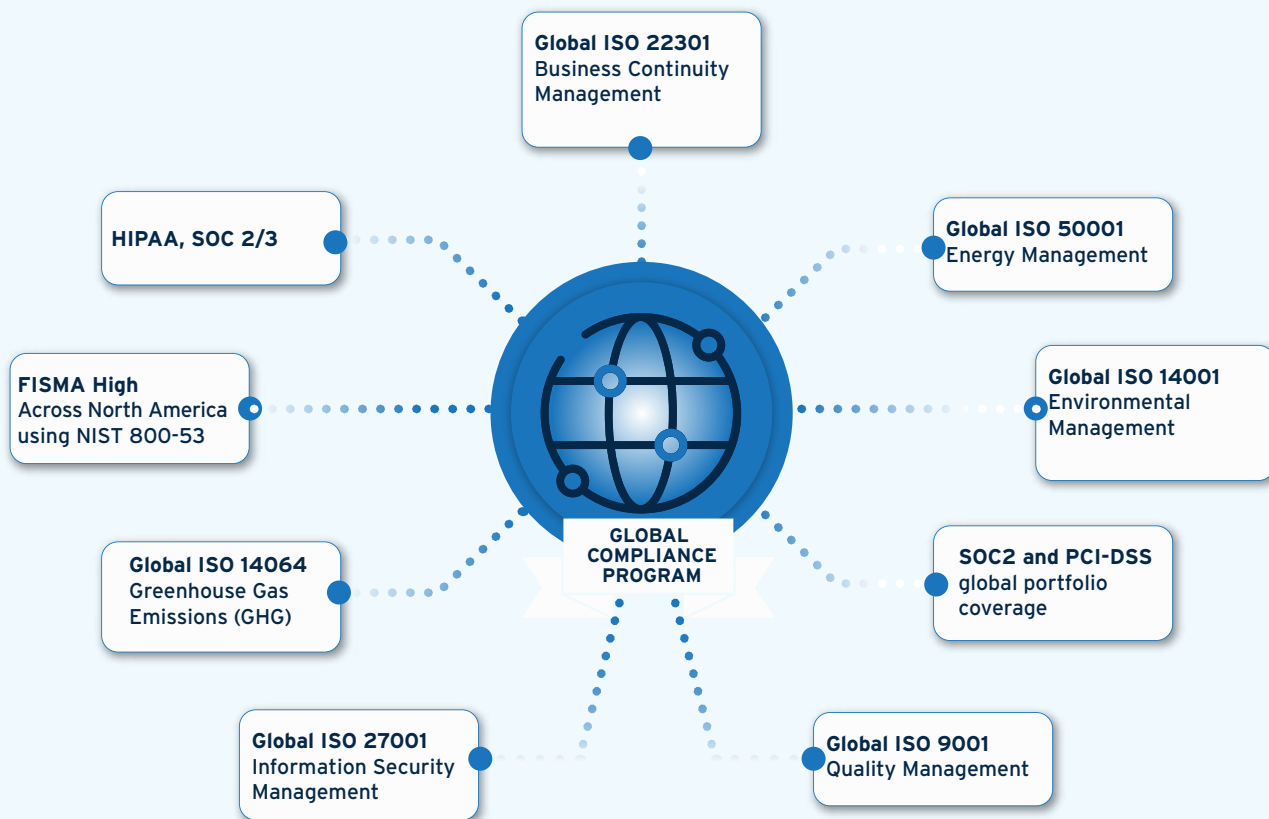 Global ISO 22301
Business Continuity
Management
HIPAA, SOC 2/3
Global ISO 50001
Energy Management
FISMA High
Across North America
using NIST 800-53
Global ISO 14001
Environmental
Management
GLOBAL
COMPLIANCE
PROGRAM
Global ISO 14064
Greenhouse Gas
Emissions (GHG)
SOC2 and PCI-DSS
global portfolio
coverage
Global ISO 27001
Information Security
Management
Global ISO 9001
Quality Management